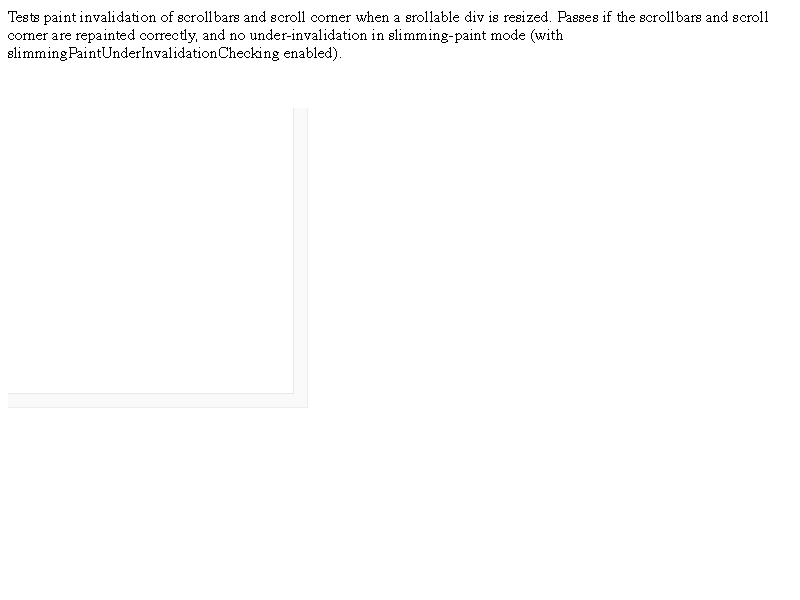 Tests paint invalidation of scrollbars and scroll corner when a srollable div is resized. Passes if the scrollbars and scroll
corner are repainted correctly, and no under-invalidation in slimming-paint mode (with
slimmingPaintUnderInvalidationChecking enabled).